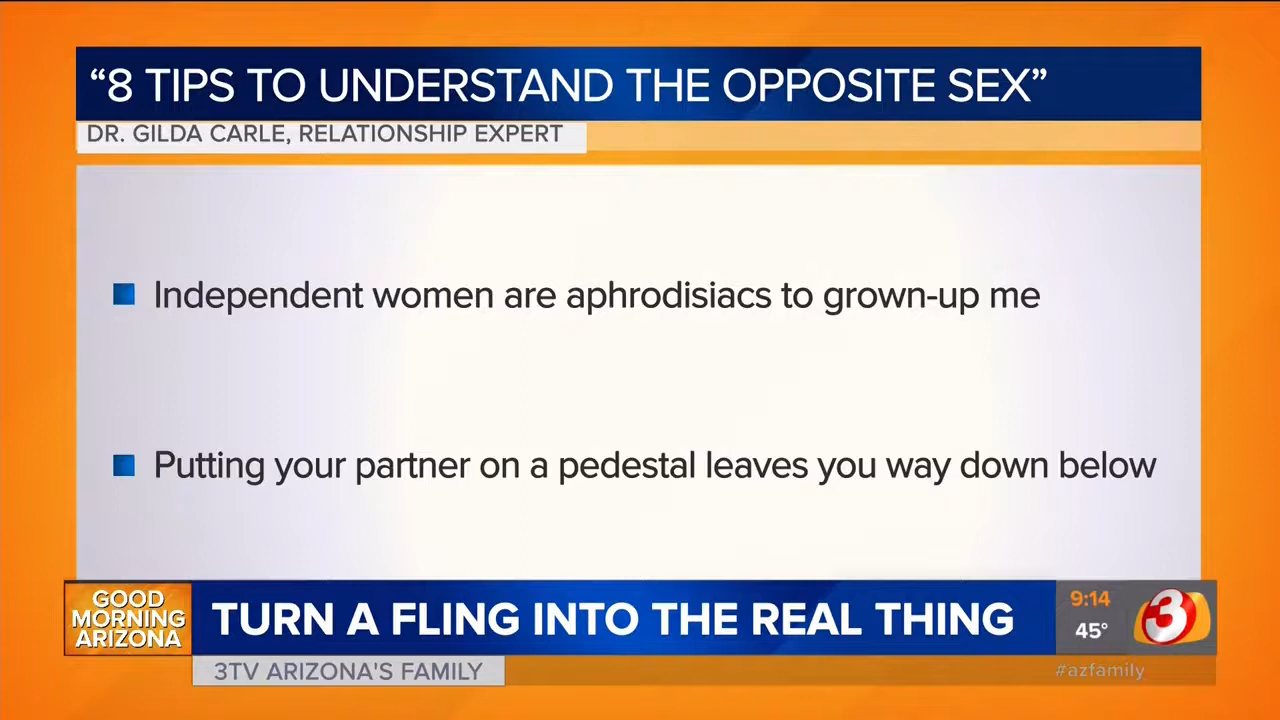 “8 TIPS TO UNDERSTAND THE OPPOSITE SEX”
DR. GILDA CARLE, RELATIONSHIP EXPERT
Independent women are aphrodisiacs to grown-up me
Putting your partner on a pedestal leaves you way down below
GOOD
MORNING
ARIZONA
TURN A FLING INTO THE REAL THING
9:14
45°
3
3TV ARIZONA'S FAMILY
#azfamily